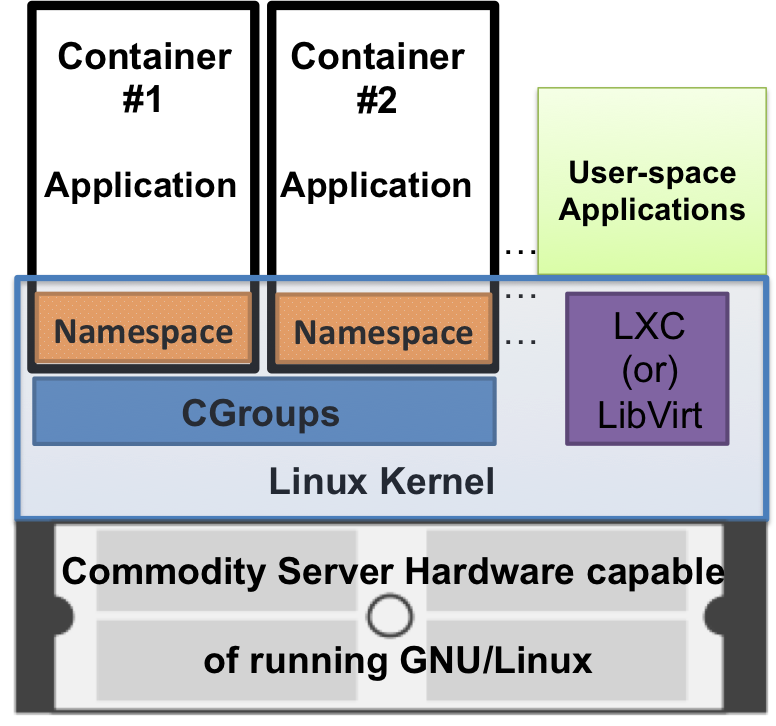 Container
#1
Application
Container
#2
Application
User-space
Applications
...
...
Namespace
Namespace
...
LXC
(or)
LibVirt
CGroups
Linux Kernel
Commodity Server Hardware capable
of running GNU/Linux